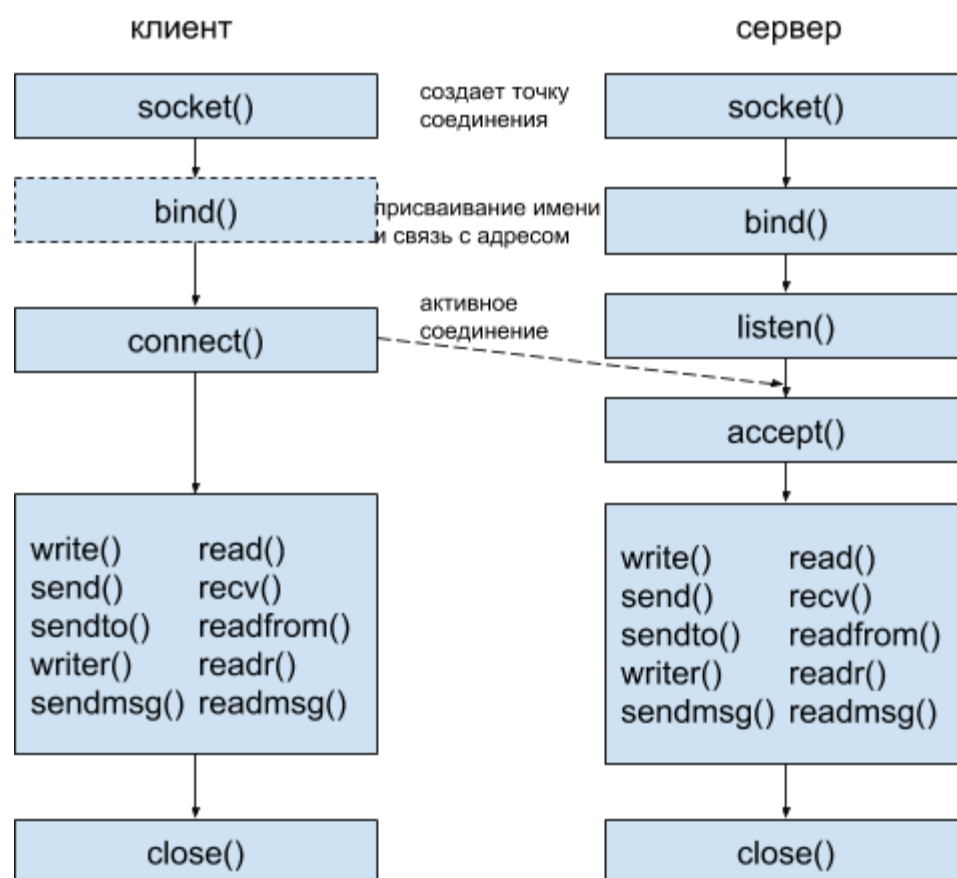 клиент
сервер
socket()
создает точку
соединения
socket()
bind()
присваивание имени
и связь с адресом
bind()
connect()
активное
соединение
listen()
accept()
write() read()
send() recv()
sendto() readfrom()
writer() readr()
sendmsg() readmsg()
write() read()
send() recv()
sendto() readfrom()
writer() readr()
sendmsg() readmsg()
close()
close()